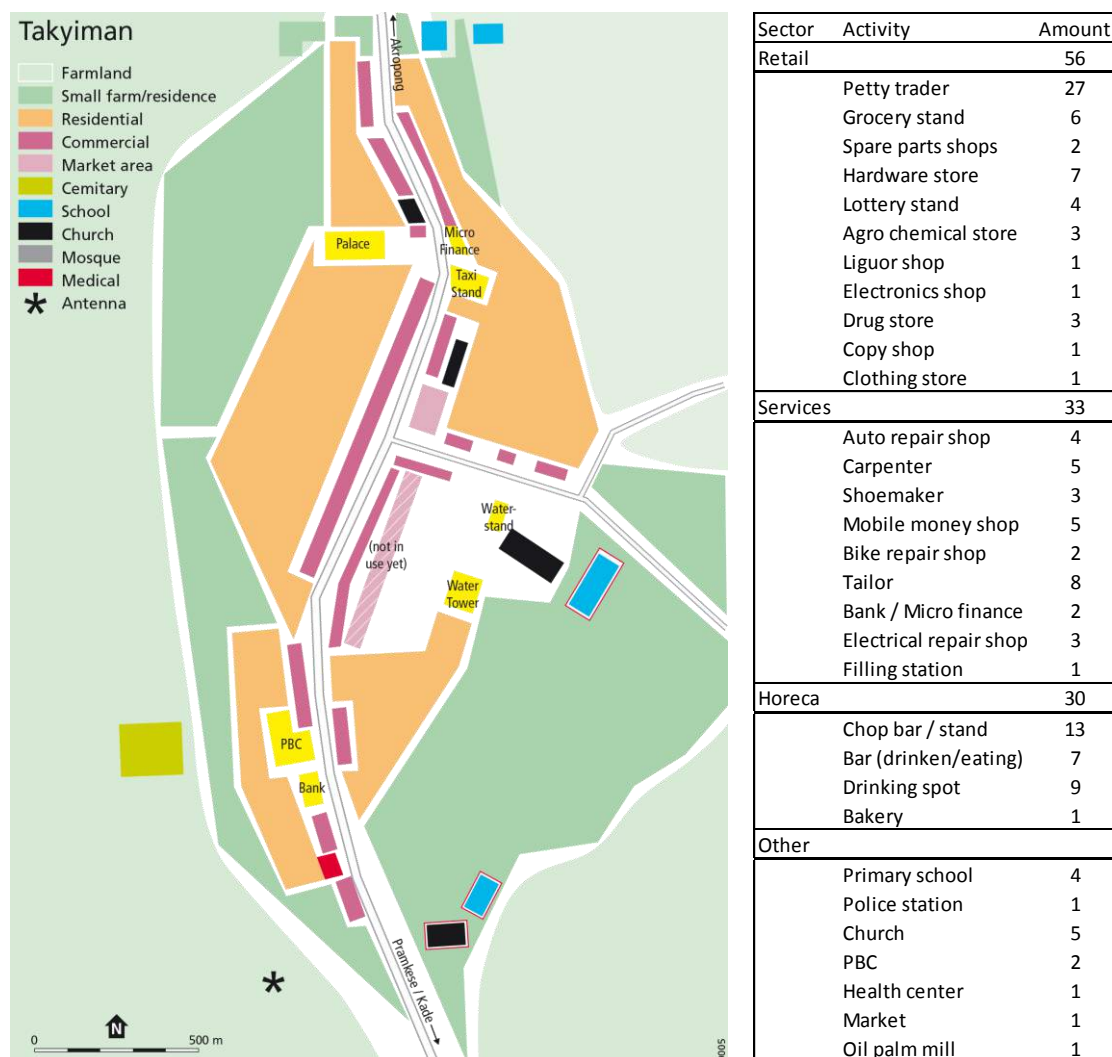 Takyiman
Farmland
Small farm/residence
Residential
Commercial
Market area
Cemitary
School
Church
Mosque
Medical
Antenna
Akropong
Palace
Micro
Finance
Taxi
Stand
Water-
stand
(not in
use yet)
Water
Tower
PBC
Bank
Pramkese / Kade
N
0 500 m
0005
Sector Activity Amount
Retail 56
Petty trader 27
Grocery stand 6
Spare parts shops 2
Hardware store 7
Lottery stand 4
Agro chemical store 3
Liguor shop 1
Electronics shop 1
Drug store 3
Copy shop 1
Clothing store 1
Services 33
Auto repair shop 4
Carpenter 5
Shoemaker 3
Mobile money shop 5
Bike repair shop 2
Tailor 8
Bank / Micro finance 2
Electrical repair shop 3
Filling station 1
Horeca 30
Chop bar / stand 13
Bar (drinken/eating) 7
Drinking spot 9
Bakery 1
Other
Primary school 4
Police station 1
Church 5
PBC 2
Health center 1
Market 1
Oil palm mill 1